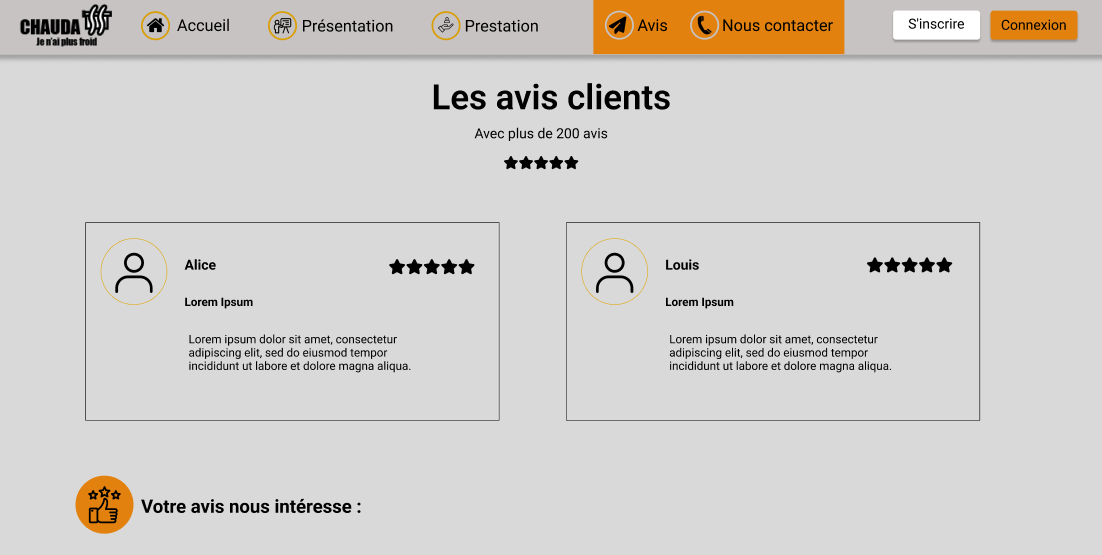 CHAUDA
Je n'ai plus froid
Accueil
Présentation
Prestation
Avis
Nous contacter
S'inscrire
Connexion
Les avis clients
Avec plus de 200 avis
Alice
Lorem Ipsum
Lorem ipsum dolor sit amet, consectetur
adipiscing elit, sed do eiusmod tempor
incididunt ut labore et dolore magna aliqua.
Louis
Lorem Ipsum
Lorem ipsum dolor sit amet, consectetur
adipiscing elit, sed do eiusmod tempor
incididunt ut labore et dolore magna aliqua.
Votre avis nous intéresse :